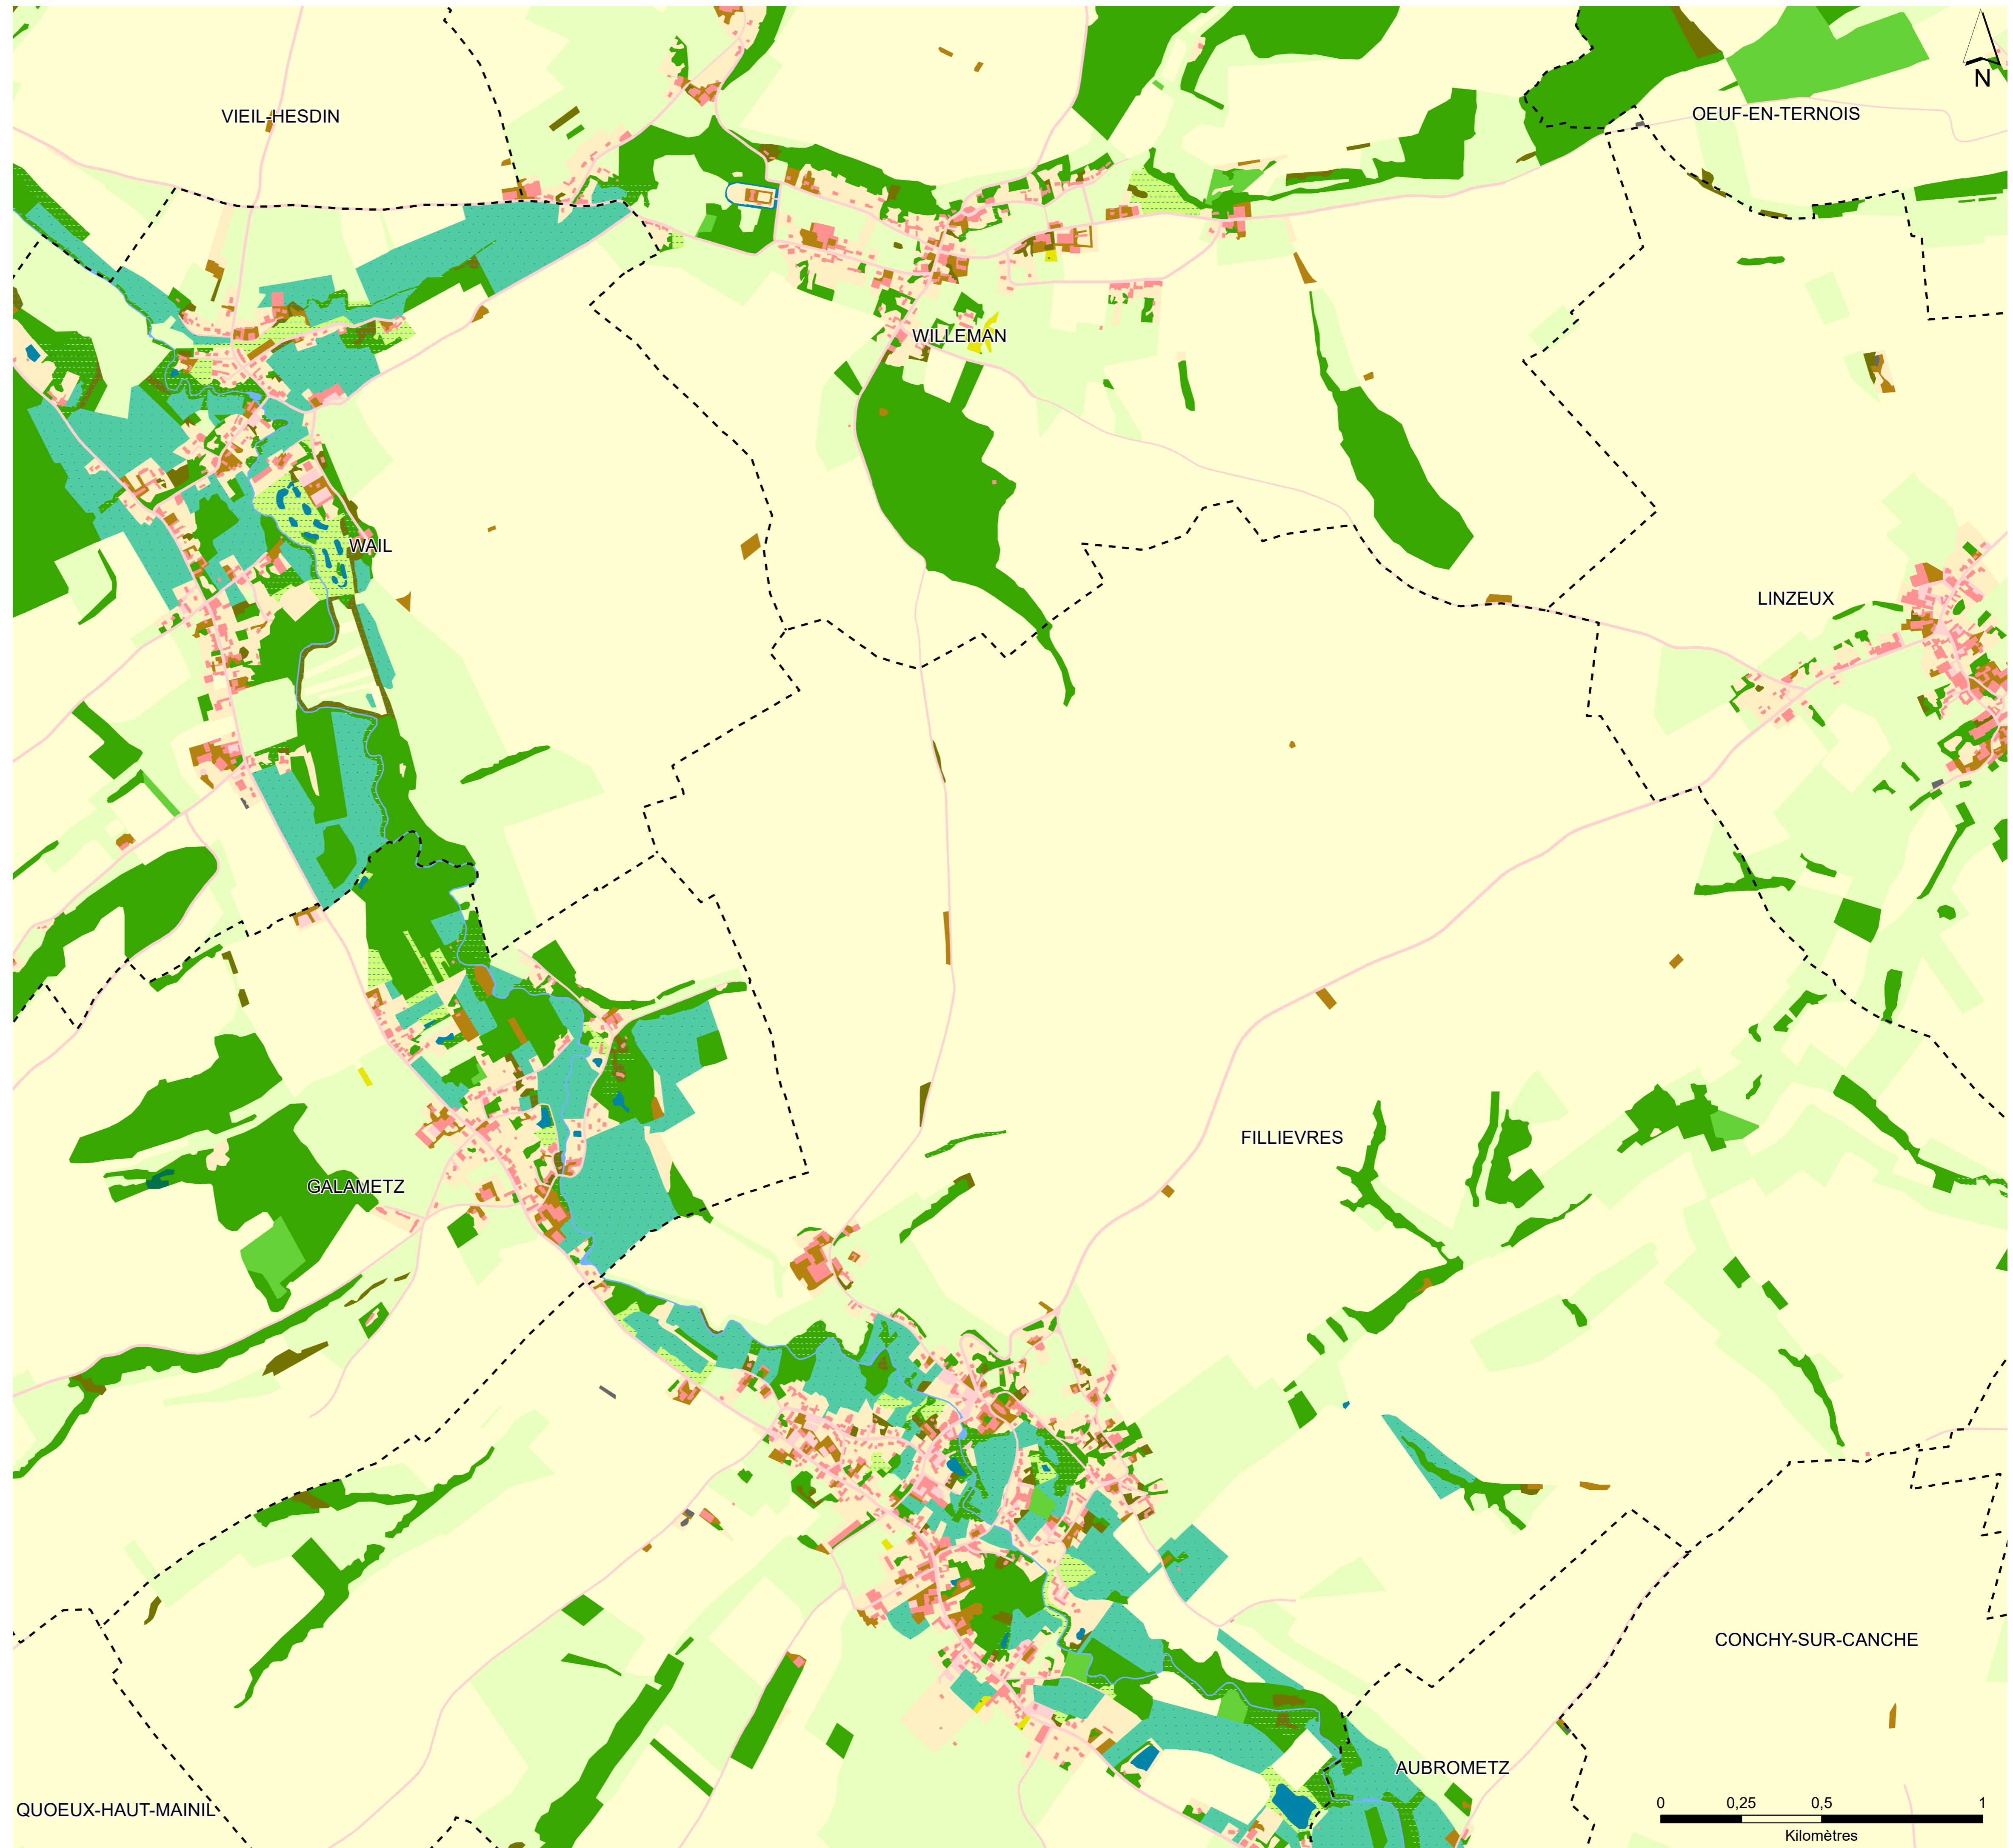 N
VIEIL-HESDIN
OEUF-EN-TERNOIS
WILLEMAN
WAIL
LINZEUX
FILLIEVRES
GALAMETZ
CONCHY-SUR-CANCHE
AUBROMETZ
QUOEUX-HAUT-MAINIL
0 0,25 0,5 1
Kilomètres